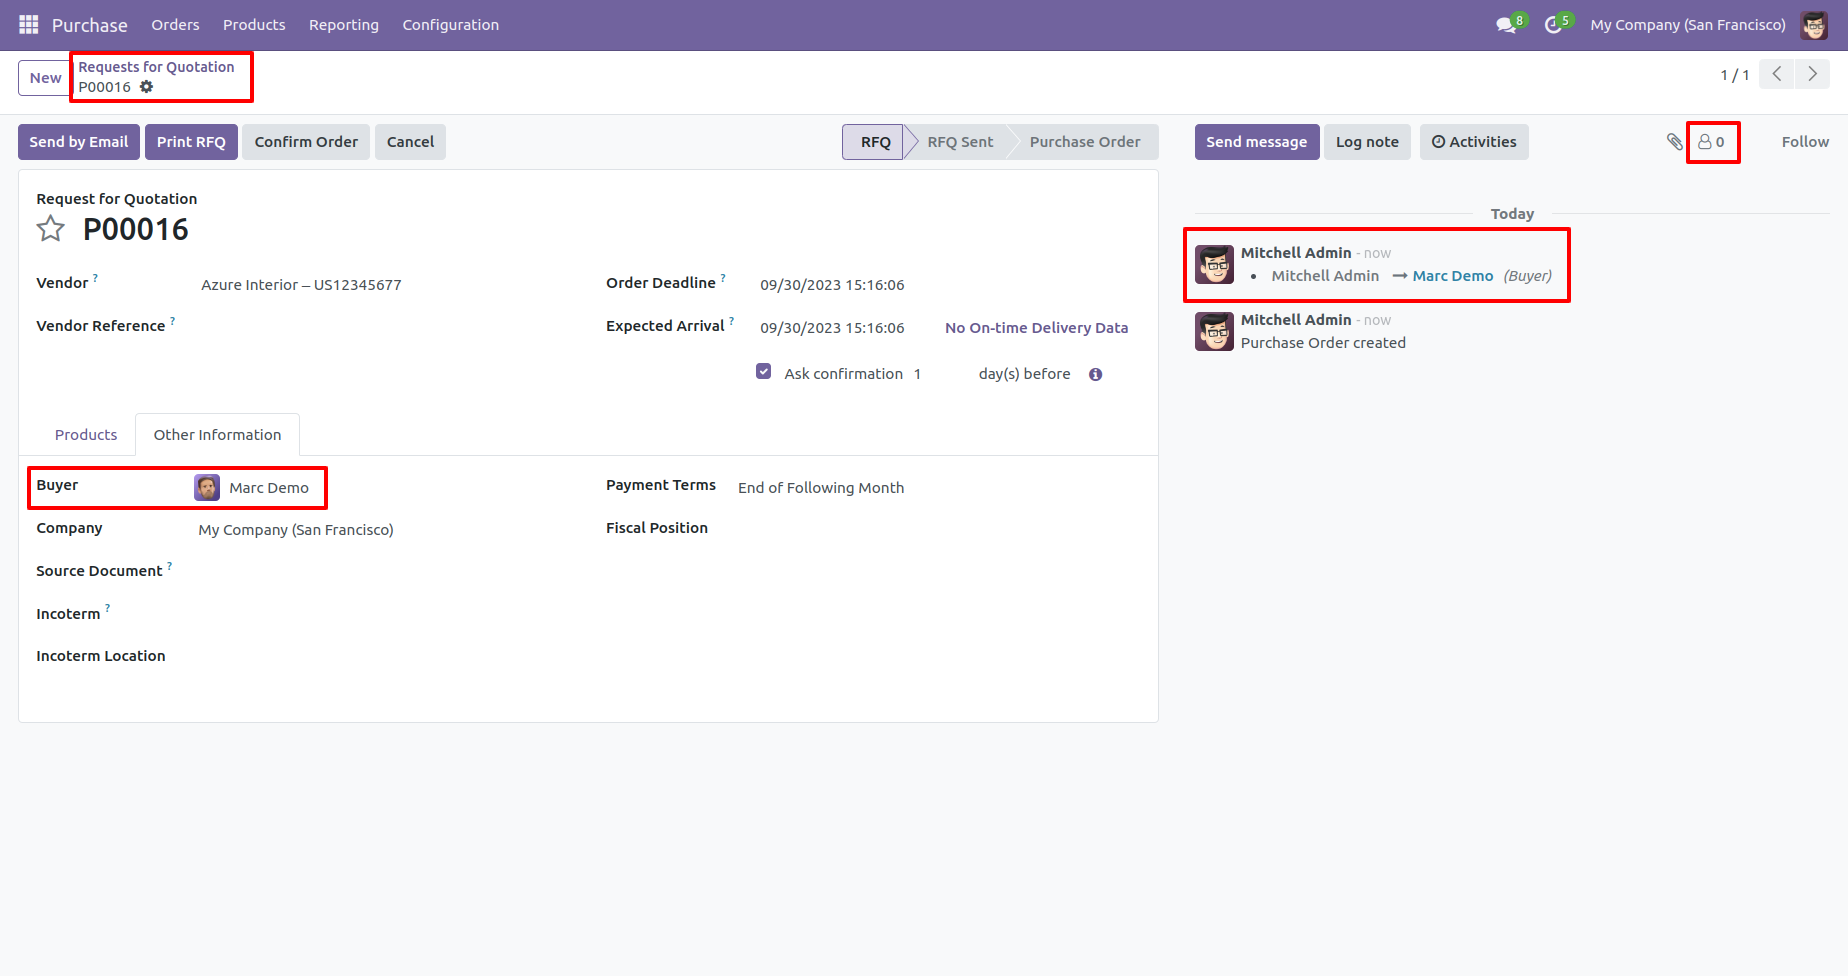 Purchase Orders Products Reporting Configuration 8 5 My Company (San Francisco)
New Requests for Quotation
P00016 1 / 1
Send by Email Print RFQ Confirm Order Cancel RFQ RFQ Sent Purchase Order Send message Log note Activities 0 Follow
Request for Quotation
P00016
Vendor ? Azure Interior – US12345677
Vendor Reference ?
Order Deadline ? 09/30/2023 15:16:06
Expected Arrival ? 09/30/2023 15:16:06 No On-time Delivery Data
Ask confirmation 1 day(s) before
Products Other Information
Buyer Marc Demo
Company My Company (San Francisco)
Source Document ?
Incoterm ?
Incoterm Location
Payment Terms End of Following Month
Fiscal Position
Today
Mitchell Admin - now
• Mitchell Admin → Marc Demo (Buyer)
Mitchell Admin - now
Purchase Order created